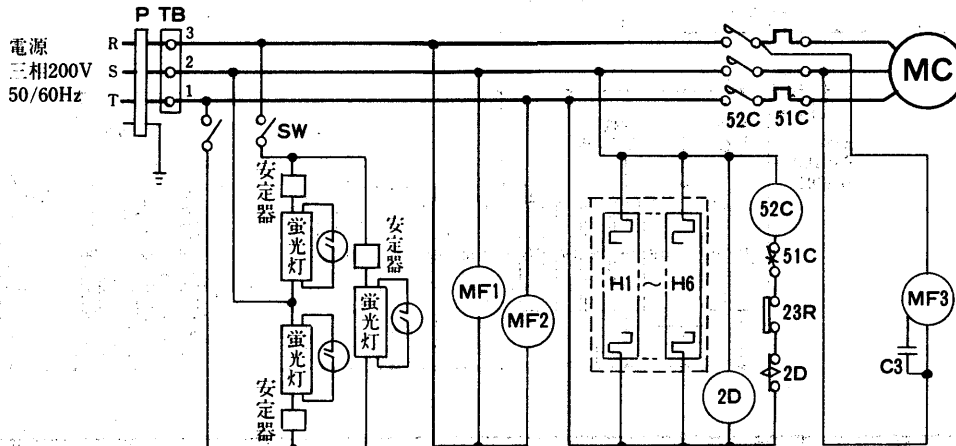 P TB
電源
三相200V
50/60Hz
R
S
T
3
2
1
SW
安定器
蛍光灯
安定器
蛍光灯
蛍光灯
安定器
MF1
MF2
H1 ~ H6
2D
52C 51C
MC
52C
51C
23R
2D
MF3
C3